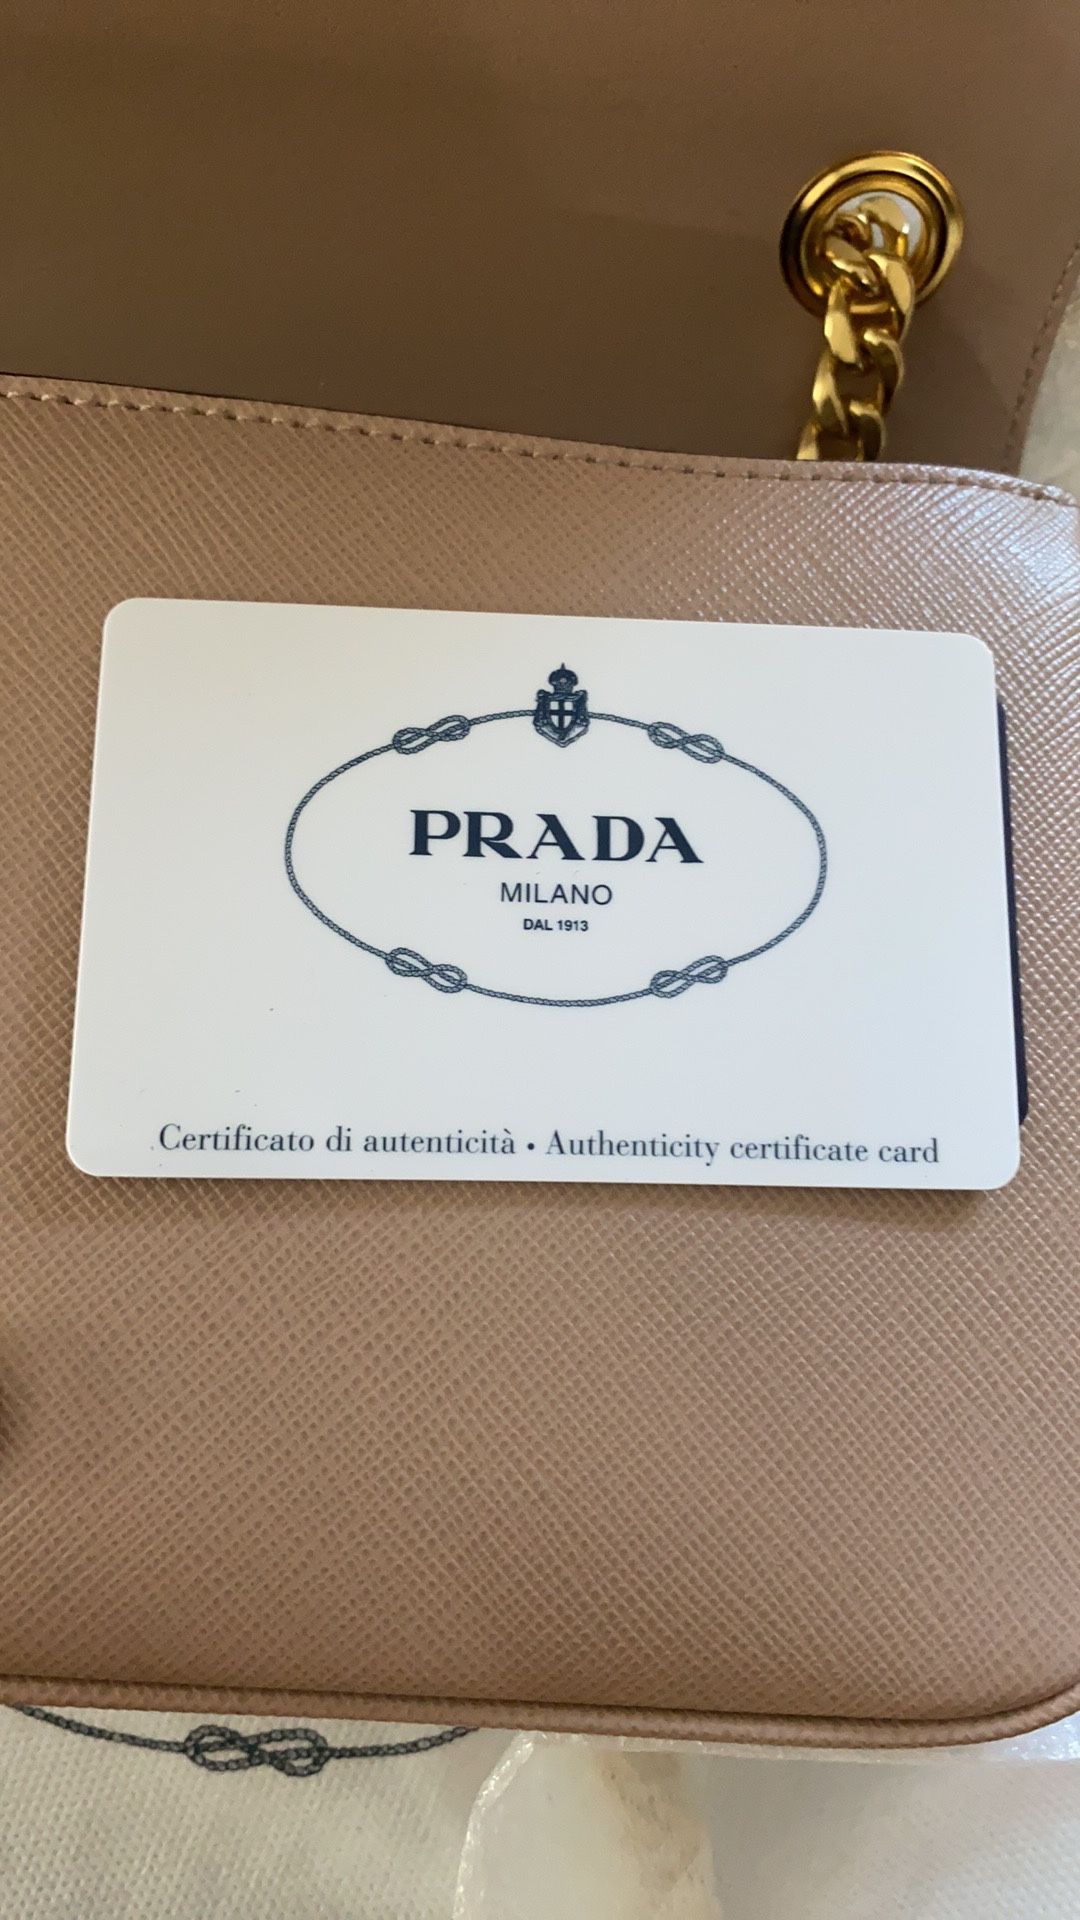 PRADA
MILANO
DAL 1913
Certificato di autenticità • Authenticity certificate card